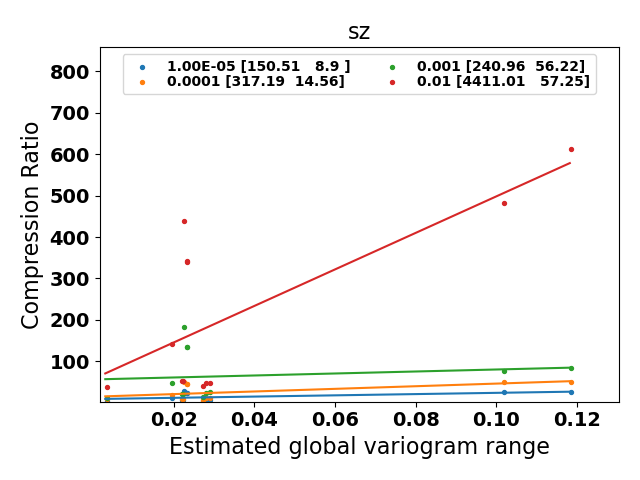 sz
1.00E-05 [150.51 8.9 ]
0.0001 [317.19 14.56]
0.001 [240.96 56.22]
0.01 [4411.01 57.25]
Compression Ratio
800
700
600
500
400
300
200
100
0.02 0.04 0.06 0.08 0.10 0.12
Estimated global variogram range